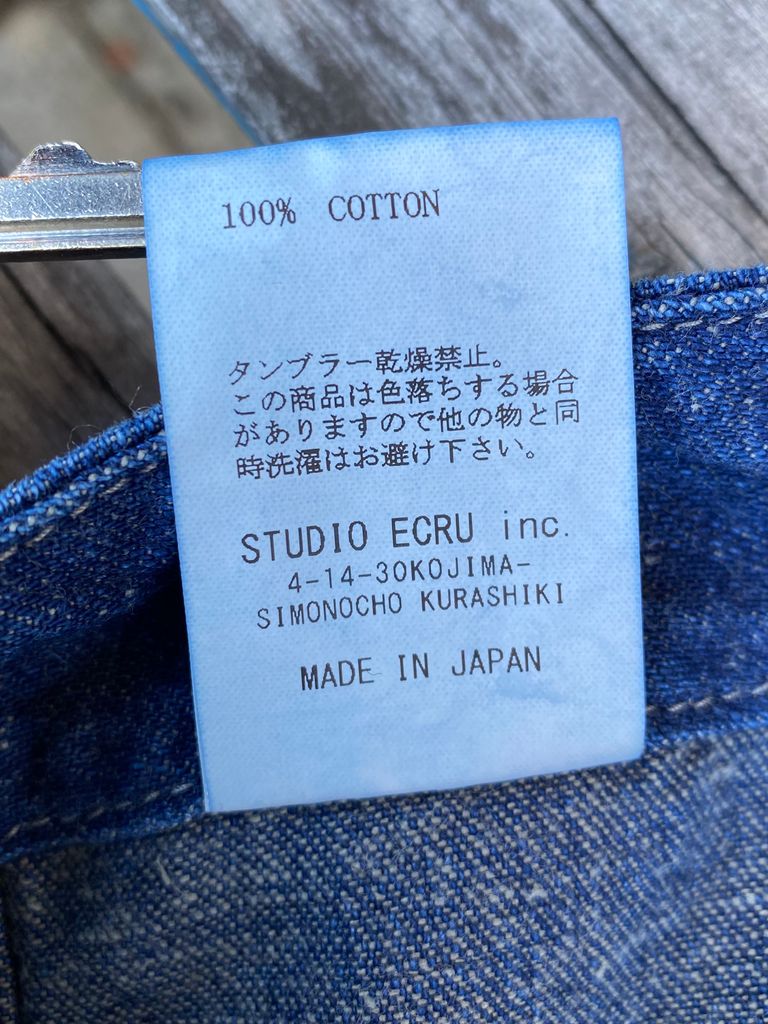 100% COTTON
タンブラー乾燥禁止。
この商品は色落ちする場合
がありますので他の物と同
時洗濯はお避け下さい。
STUDIO ECRU inc.
4-14-30KOJIMA-
SIMONOCHO KURASHIKI
MADE IN JAPAN